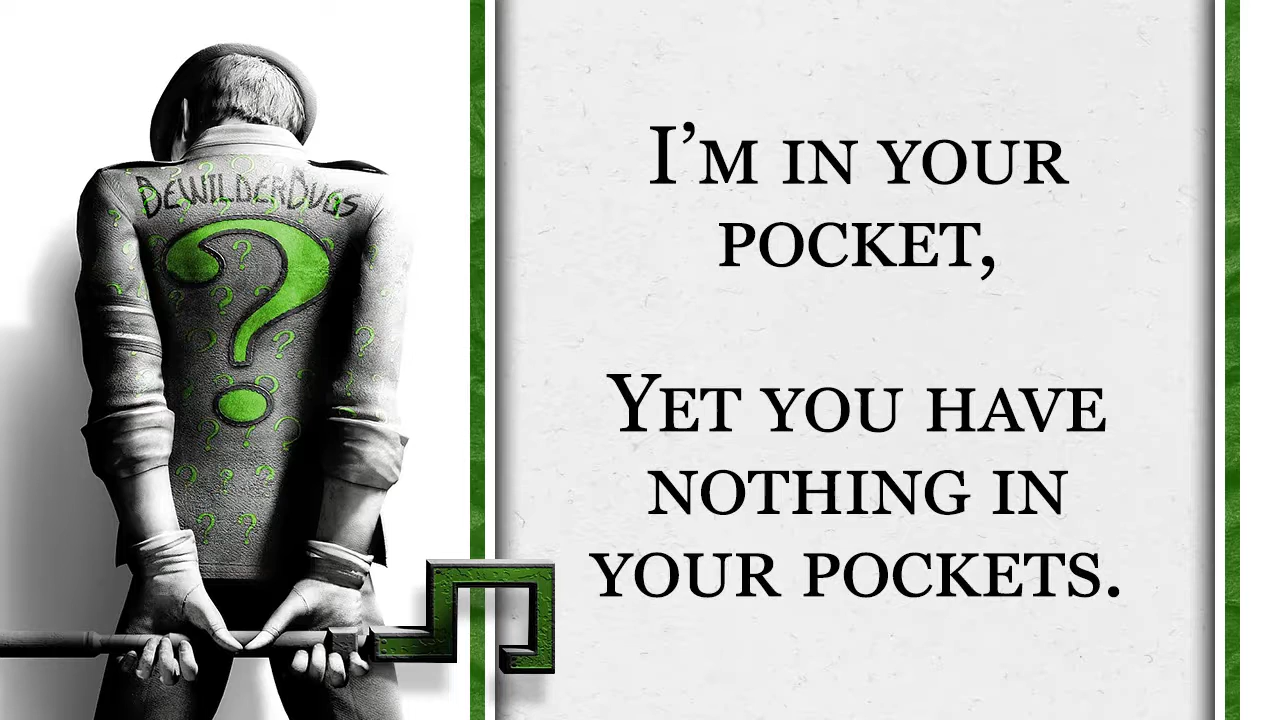 BewilderBugs
I'm in your
pocket,
Yet you have
nothing in
your pockets.